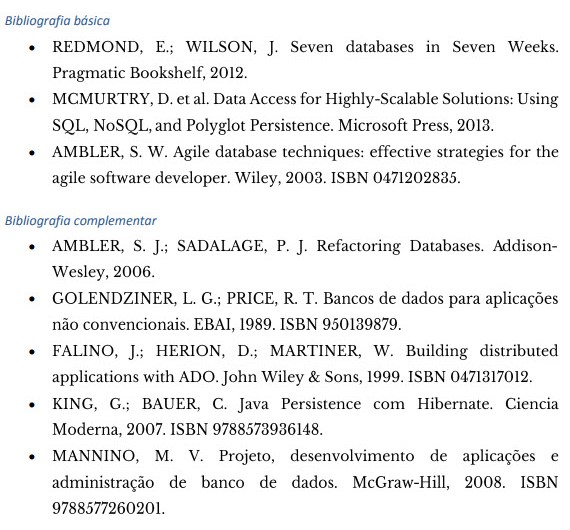 Bibliografia básica
• REDMOND, E.; WILSON, J. Seven databases in Seven Weeks.
Pragmatic Bookshelf, 2012.
• MCMURTRY, D. et al. Data Access for Highly-Scalable Solutions: Using
SQL, NoSQL, and Polyglot Persistence. Microsoft Press, 2013.
• AMBLER, S. W. Agile database techniques: effective strategies for the
agile software developer. Wiley, 2003. ISBN 0471202835.
Bibliografia complementar
• AMBLER, S. J.; SADALAGE, P. J. Refactoring Databases. Addison-
Wesley, 2006.
• GOLENDZINER, L. G.; PRICE, R. T. Bancos de dados para aplicações
não convencionais. EBAI, 1989. ISBN 950139879.
• FALINO, J.; HERION, D.; MARTINER, W. Building distributed
applications with ADO. John Wiley & Sons, 1999. ISBN 0471317012.
• KING, G.; BAUER, C. Java Persistence com Hibernate. Ciencia
Moderna, 2007. ISBN 9788573936148.
• MANNINO, M. V. Projeto, desenvolvimento de aplicações e
administração de banco de dados. McGraw-Hill, 2008. ISBN
9788577260201.